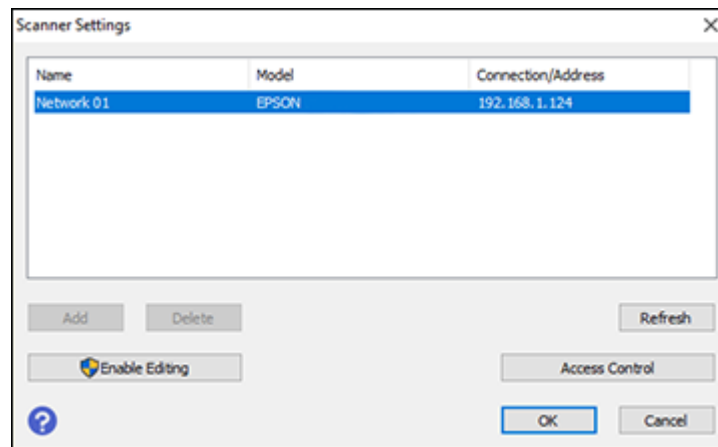 Scanner Settings
Name Model Connection/Address
Network 01 EPSON 192.168.1.124
Add Delete Refresh
Enable Editing Access Control
? OK Cancel